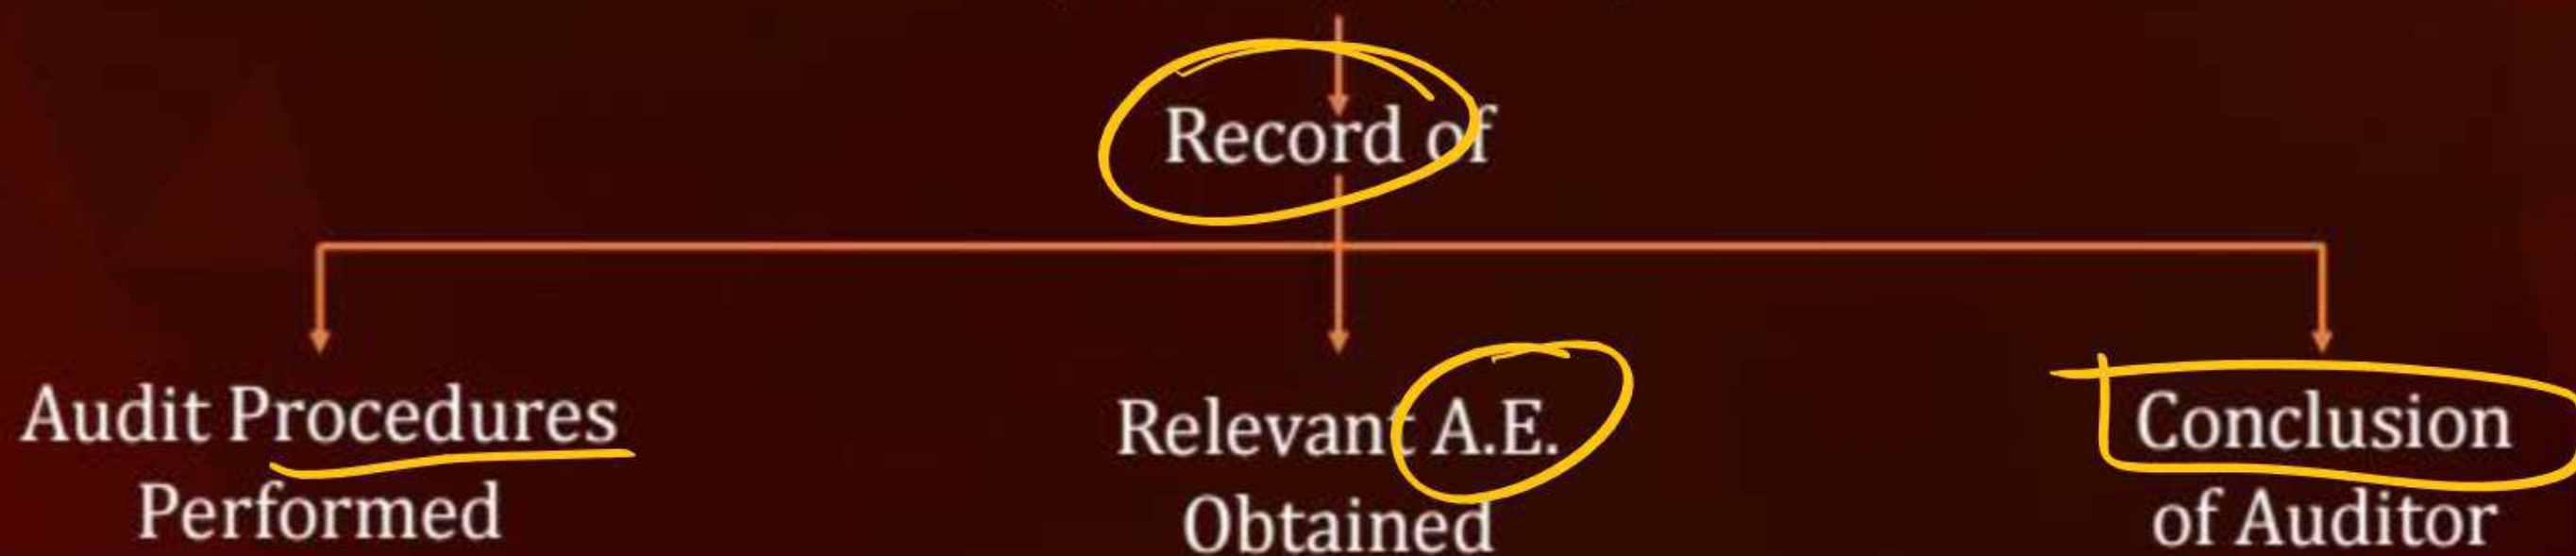 Record of
Audit Procedures
Performed
Relevant A.E.
Obtained
Conclusion
of Auditor